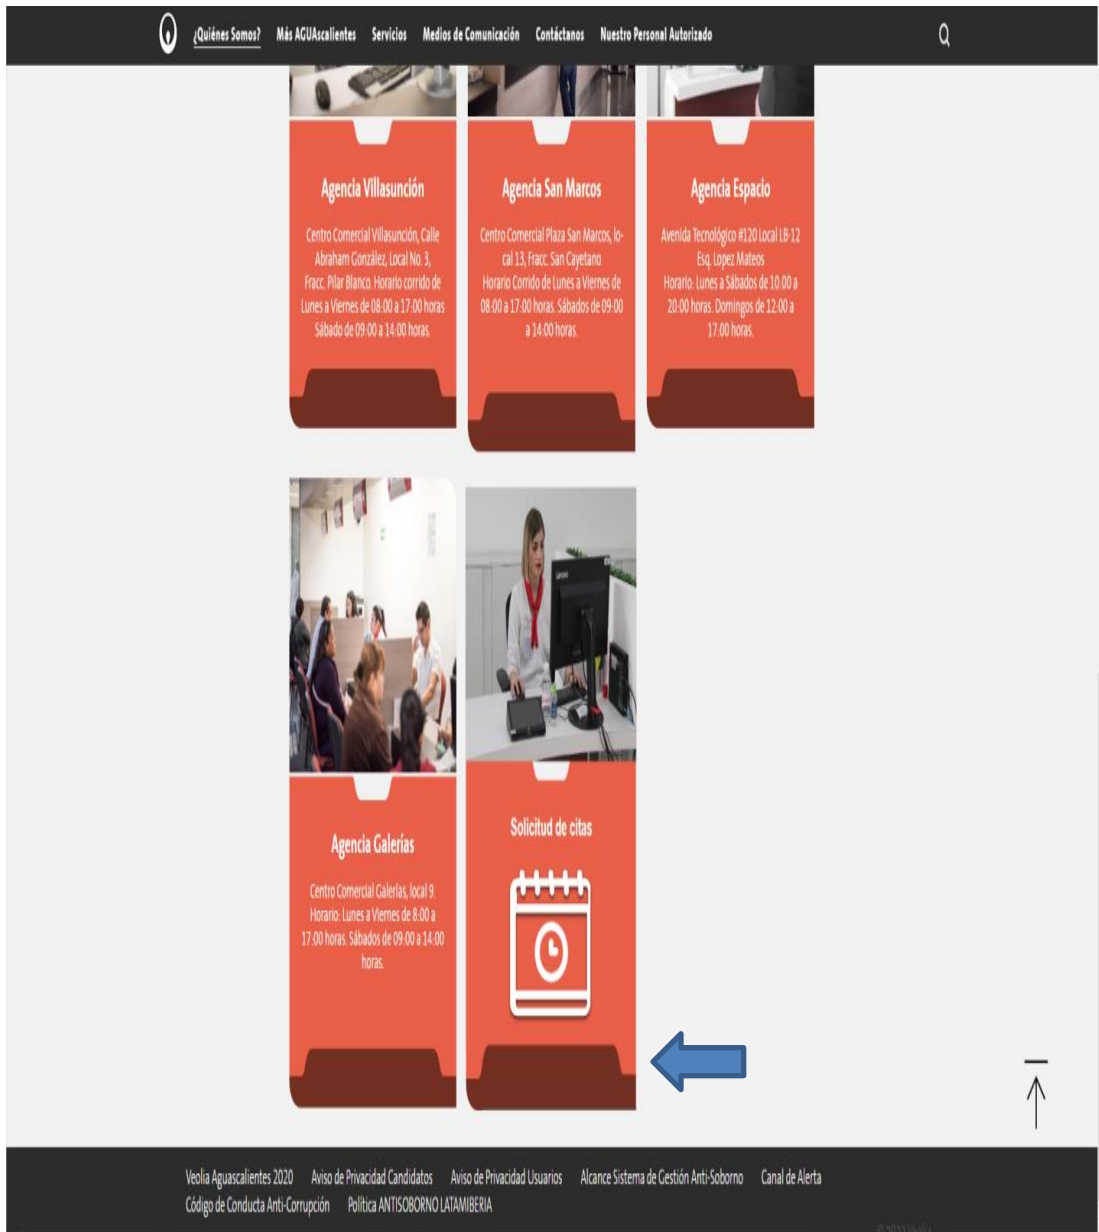 ¿Quiénes Somos? Más AGUAscalientes Servicios Medios de Comunicación Contáctanos Nuestro Personal Autorizado
Agencia Villasunción
Centro Comercial Villasunción, Calle
Abraham González, Local No. 3,
Fracc. Pilar Blanco. Horario corrido de
Lunes a Viernes de 08:00 a 17:00 horas
Sábado de 09:00 a 14:00 horas.
Agencia San Marcos
Centro Comercial Plaza San Marcos, lo-
cal 13, Fracc. San Cayetano
Horario Corrido de Lunes a Viernes de
08:00 a 17:00 horas. Sábados de 09:00
a 14:00 horas.
Agencia Espacio
Avenida Tecnológico #120 Local LB-12
Esq. Lopez Mateos
Horario: Lunes a Sábados de 10:00 a
20:00 horas. Domingos de 12:00 a
17:00 horas.
Agencia Galerías
Centro Comercial Galerías, local 9.
Horario: Lunes a Viernes de 8:00 a
17:00 horas. Sábados de 09:00 a 14:00
horas.
Solicitud de citas
Veolia Aguascalientes 2020 Aviso de Privacidad Candidatos Aviso de Privacidad Usuarios Alcance Sistema de Gestión Anti-Soborno Canal de Alerta
Código de Conducta Anti-Corrupción Política ANTISOBORNO LATAMIBERIA